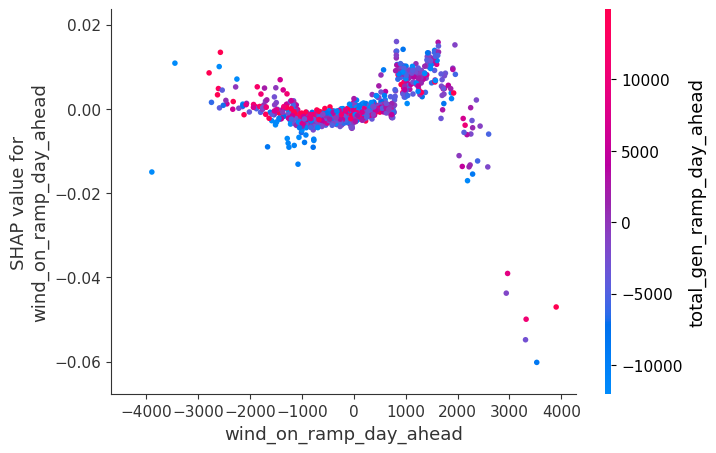 0.02
0.00
−0.02
−0.04
−0.06
SHAP value for
wind_on_ramp_day_ahead
−4000 −3000 −2000 −1000 0 1000 2000 3000 4000
wind_on_ramp_day_ahead
10000
5000
0
−5000
−10000
total_gen_ramp_day_ahead